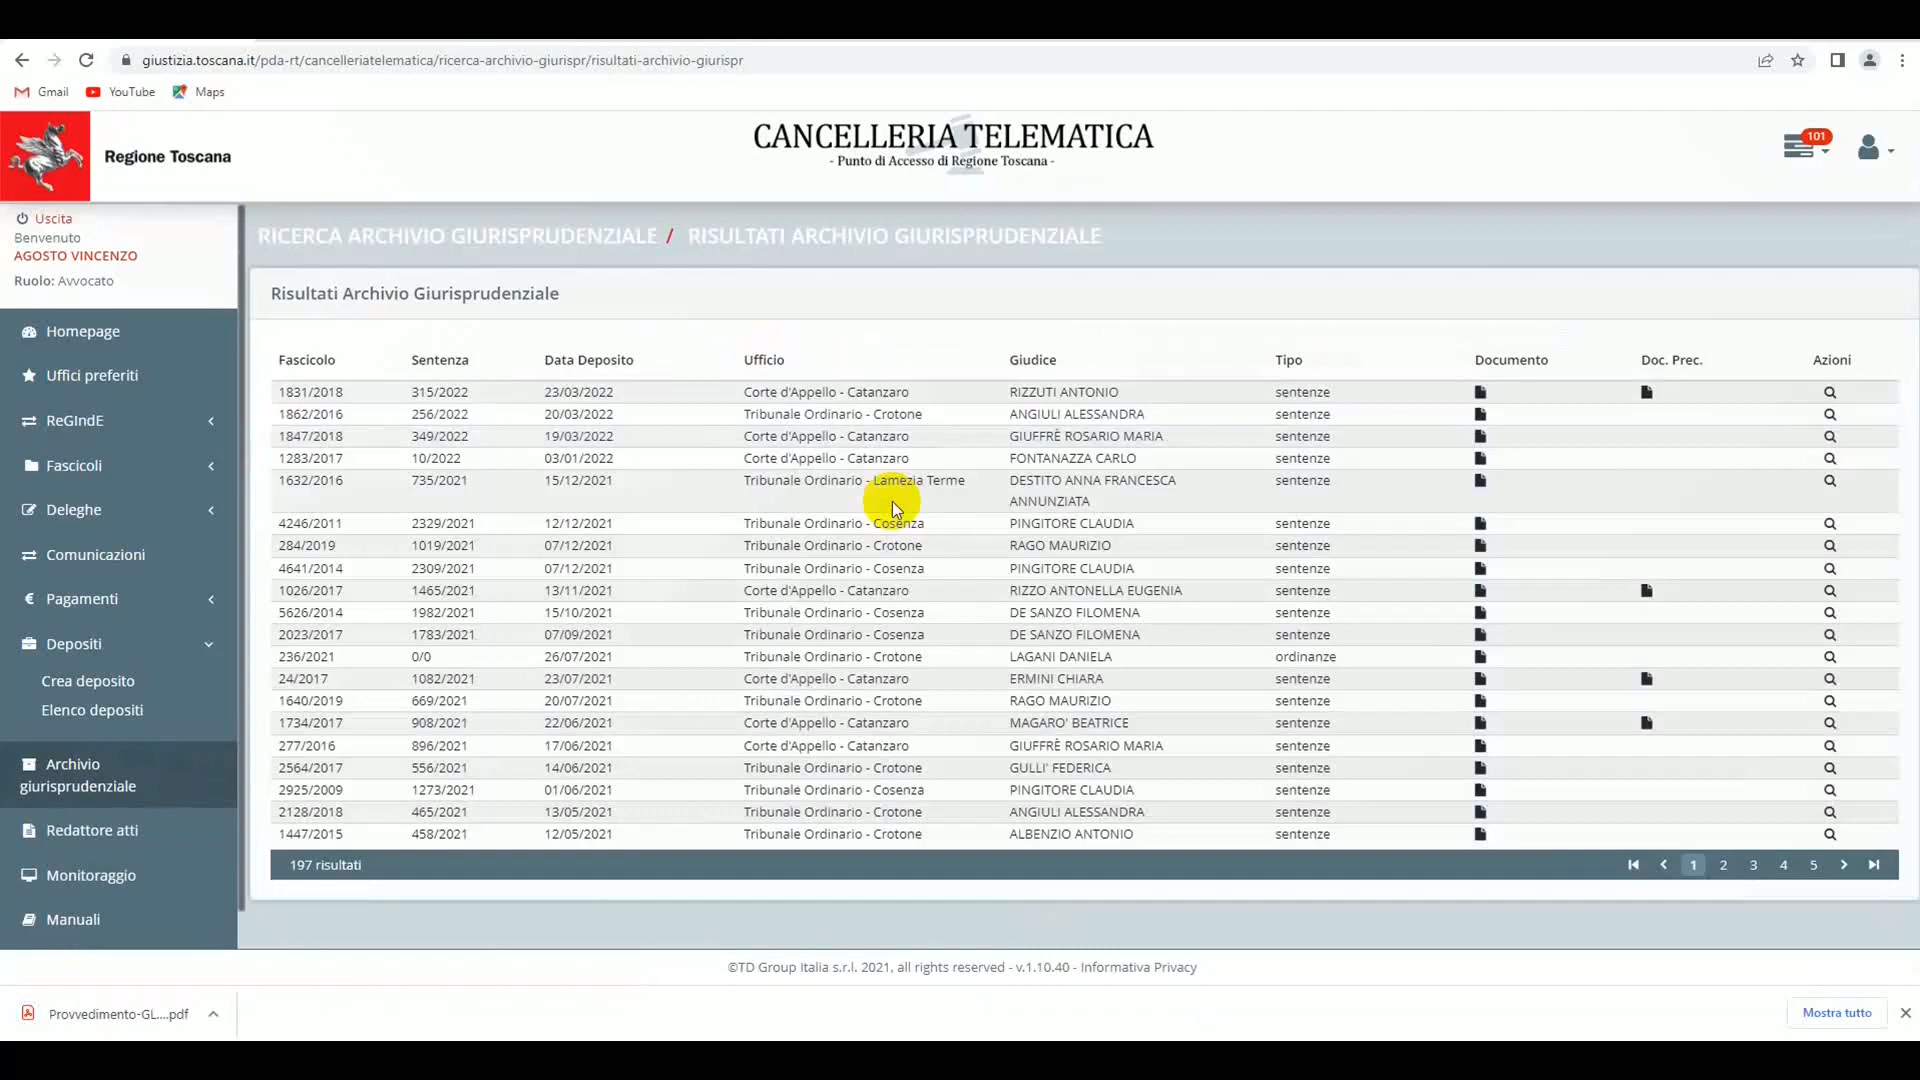 giustizia.toscana.it/pda-rt/cancelleriatelematica/ricerca-archivio-giurispr/risultati-archivio-giurispr
Gmail YouTube Maps
Regione Toscana
CANCELLERIA TELEMATICA
- Punto di Accesso di Regione Toscana -
101
Uscita
Benvenuto
AGOSTO VINCENZO
Ruolo: Avvocato
Homepage
Uffici preferiti
ReGIndE
Fascicoli
Deleghe
Comunicazioni
Pagamenti
Depositi
Crea deposito
Elenco depositi
Archivio
giurisprudenziale
Redattore atti
Monitoraggio
Manuali
RICERCA ARCHIVIO GIURISPRUDENZIALE / RISULTATI ARCHIVIO GIURISPRUDENZIALE
Risultati Archivio Giurisprudenziale
Fascicolo Sentenza Data Deposito Ufficio Giudice Tipo Documento Doc. Prec. Azioni
1831/2018 315/2022 23/03/2022 Corte d'Appello - Catanzaro RIZZUTI ANTONIO sentenze
1862/2016 256/2022 20/03/2022 Tribunale Ordinario - Crotone ANGIULI ALESSANDRA sentenze
1847/2018 349/2022 19/03/2022 Corte d'Appello - Catanzaro GIUFFRÈ ROSARIO MARIA sentenze
1283/2017 10/2022 03/01/2022 Corte d'Appello - Catanzaro FONTANAZZA CARLO sentenze
1632/2016 735/2021 15/12/2021 Tribunale Ordinario - Lamezia Terme DESTITO ANNA FRANCESCA sentenze
ANNUNZIATA
4246/2011 2329/2021 12/12/2021 Tribunale Ordinario - Cosenza PINGITORE CLAUDIA sentenze
284/2019 1019/2021 07/12/2021 Tribunale Ordinario - Crotone RAGO MAURIZIO sentenze
4641/2014 2309/2021 07/12/2021 Tribunale Ordinario - Cosenza PINGITORE CLAUDIA sentenze
1026/2017 1465/2021 13/11/2021 Corte d'Appello - Catanzaro RIZZO ANTONELLA EUGENIA sentenze
5626/2014 1982/2021 15/10/2021 Tribunale Ordinario - Cosenza DE SANZO FILOMENA sentenze
2023/2017 1783/2021 07/09/2021 Tribunale Ordinario - Cosenza DE SANZO FILOMENA sentenze
236/2021 0/0 26/07/2021 Tribunale Ordinario - Crotone LAGANI DANIELA ordinanze
24/2017 1082/2021 23/07/2021 Corte d'Appello - Catanzaro ERMINI CHIARA sentenze
1640/2019 669/2021 20/07/2021 Tribunale Ordinario - Crotone RAGO MAURIZIO sentenze
1734/2017 908/2021 22/06/2021 Corte d'Appello - Catanzaro MAGARO' BEATRICE sentenze
277/2016 896/2021 17/06/2021 Corte d'Appello - Catanzaro GIUFFRÈ ROSARIO MARIA sentenze
2564/2017 556/2021 14/06/2021 Tribunale Ordinario - Crotone GULLI' FEDERICA sentenze
2925/2009 1273/2021 01/06/2021 Tribunale Ordinario - Cosenza PINGITORE CLAUDIA sentenze
2128/2018 465/2021 13/05/2021 Tribunale Ordinario - Crotone ANGIULI ALESSANDRA sentenze
1447/2015 458/2021 12/05/2021 Tribunale Ordinario - Crotone ALBENZIO ANTONIO sentenze
197 risultati 1 2 3 4 5
©TD Group Italia s.r.l. 2021, all rights reserved - v.1.10.40 - Informativa Privacy
Provvedimento-GL....pdf Mostra tutto